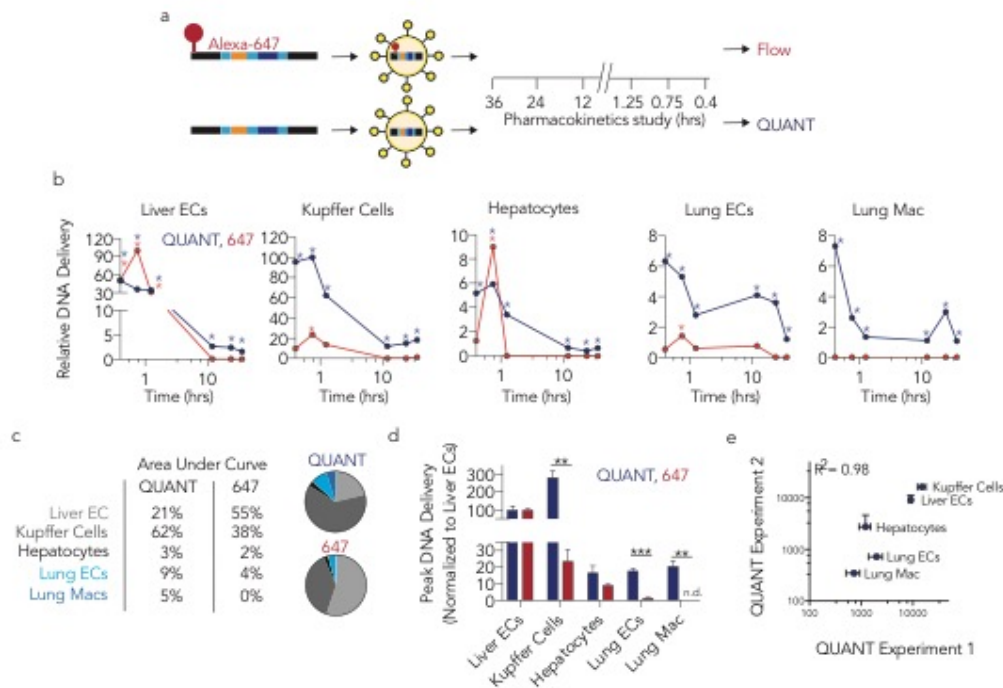 a
Alexa-647
Flow
36 24 12 1.25 0.75 0.4
Pharmacokinetics study (hrs)
QUANT
b
Liver ECs
Kupffer Cells
Hepatocytes
Lung ECs
Lung Mac
QUANT, 647
Relative DNA Delivery
120
90
60
30
10
5
0
1 10
Time (hrs)
120
100
80
60
40
20
0
1 10
Time (hrs)
10
8
6
4
2
0
1 10
Time (hrs)
8
6
4
2
0
1 10
Time (hrs)
8
6
4
2
0
1 10
Time (hrs)
c
Area Under Curve
QUANT 647
Liver EC 21% 55%
Kupffer Cells 62% 38%
Hepatocytes 3% 2%
Lung ECs 9% 4%
Lung Macs 5% 0%
QUANT
647
d
Peak DNA Delivery
(Normalized to Liver ECs)
QUANT, 647
300
200
100
30
20
10
0
**
***
**
n.d.
Liver ECs
Kupffer Cells
Hepatocytes
Lung ECs
Lung Mac
e
R² = 0.98
QUANT Experiment 2
10000
1000
100
Kupffer Cells
Liver ECs
Hepatocytes
Lung ECs
Lung Mac
100 1000 10000
QUANT Experiment 1